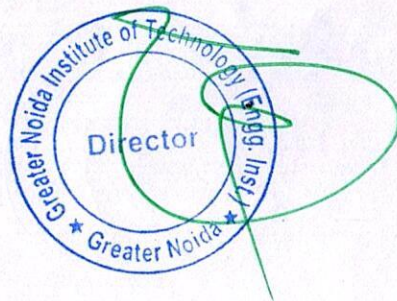 Greater Noida Institute of Technology (Engg. Inst.)
Director
★ Greater Noida ★